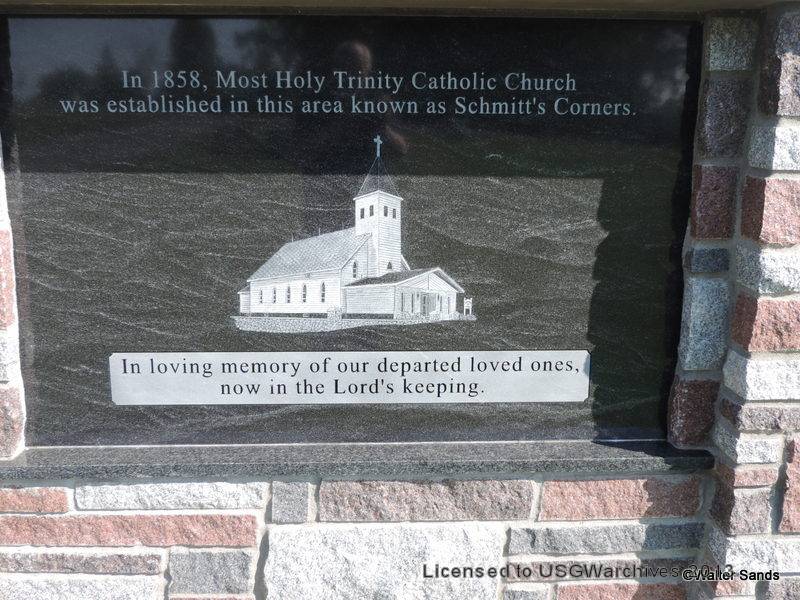 In 1858, Most Holy Trinity Catholic Church
was established in this area known as Schmitt's Corners.
In loving memory of our departed loved ones,
now in the Lord's keeping.
Licensed to USGWarchives 2013
©Walter Sands